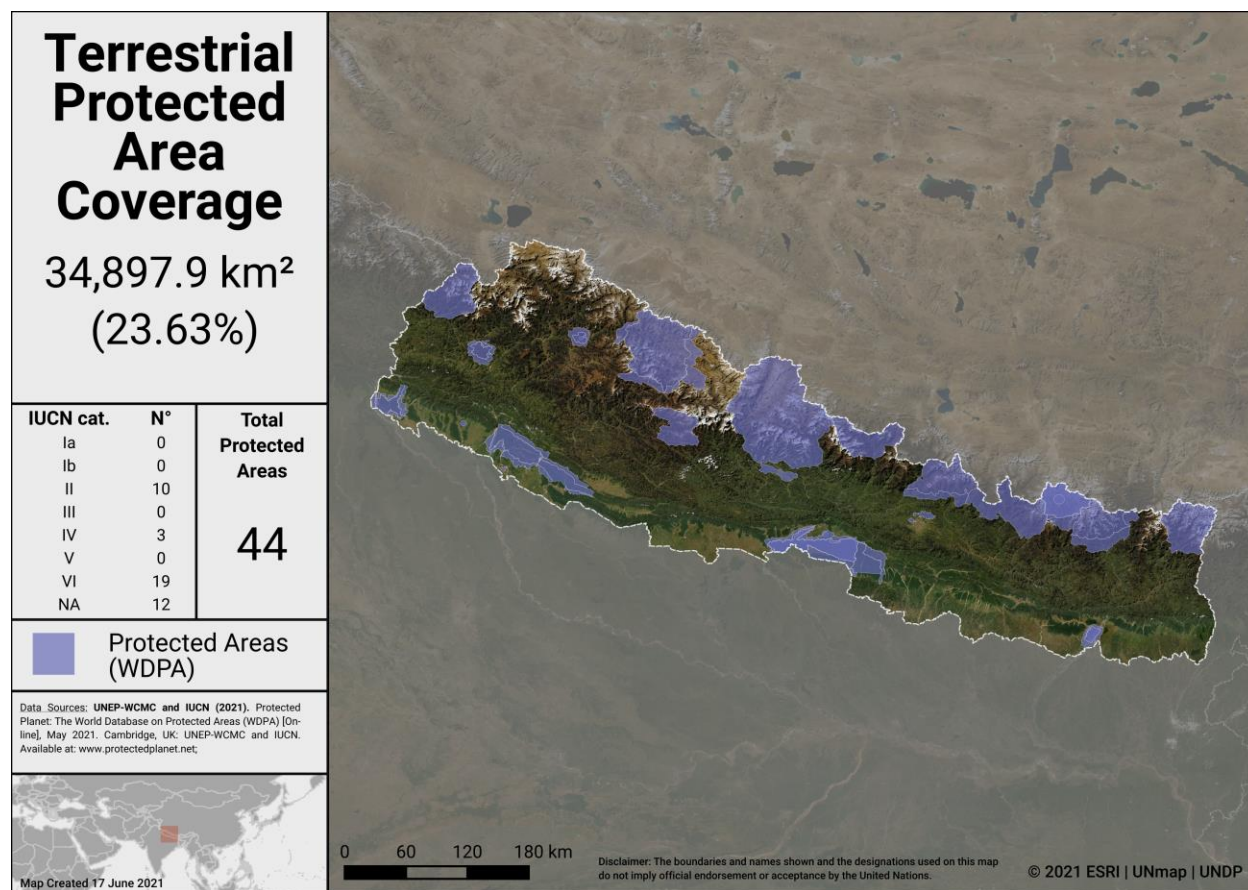 Terrestrial
Protected
Area
Coverage
34,897.9 km²
(23.63%)
IUCN cat. N°
Ia 0
Ib 0
II 10
III 0
IV 3
V 0
VI 19
NA 12
Total
Protected
Areas
44
Protected Areas
(WDPA)
Data Sources: UNEP-WCMC and IUCN (2021). Protected
Planet: The World Database on Protected Areas (WDPA) [On-
line], May 2021. Cambridge, UK: UNEP-WCMC and IUCN.
Available at: www.protectedplanet.net;
Map Created 17 June 2021
0 60 120 180 km
Disclaimer: The boundaries and names shown and the designations used on this map
do not imply official endorsement or acceptance by the United Nations.
© 2021 ESRI | UNmap | UNDP